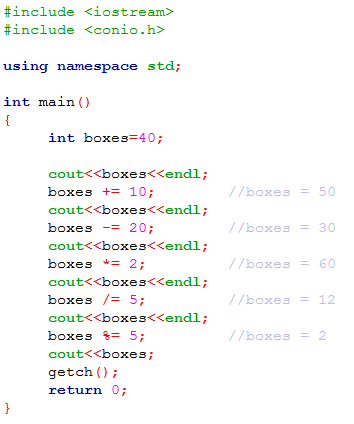 #include <iostream>
#include <conio.h>
using namespace std;
int main()
{
int boxes=40;
cout<<boxes<<endl;
boxes += 10; //boxes = 50
cout<<boxes<<endl;
boxes -= 20; //boxes = 30
cout<<boxes<<endl;
boxes *= 2; //boxes = 60
cout<<boxes<<endl;
boxes /= 5; //boxes = 12
cout<<boxes<<endl;
boxes %= 5; //boxes = 2
cout<<boxes;
getch();
return 0;
}